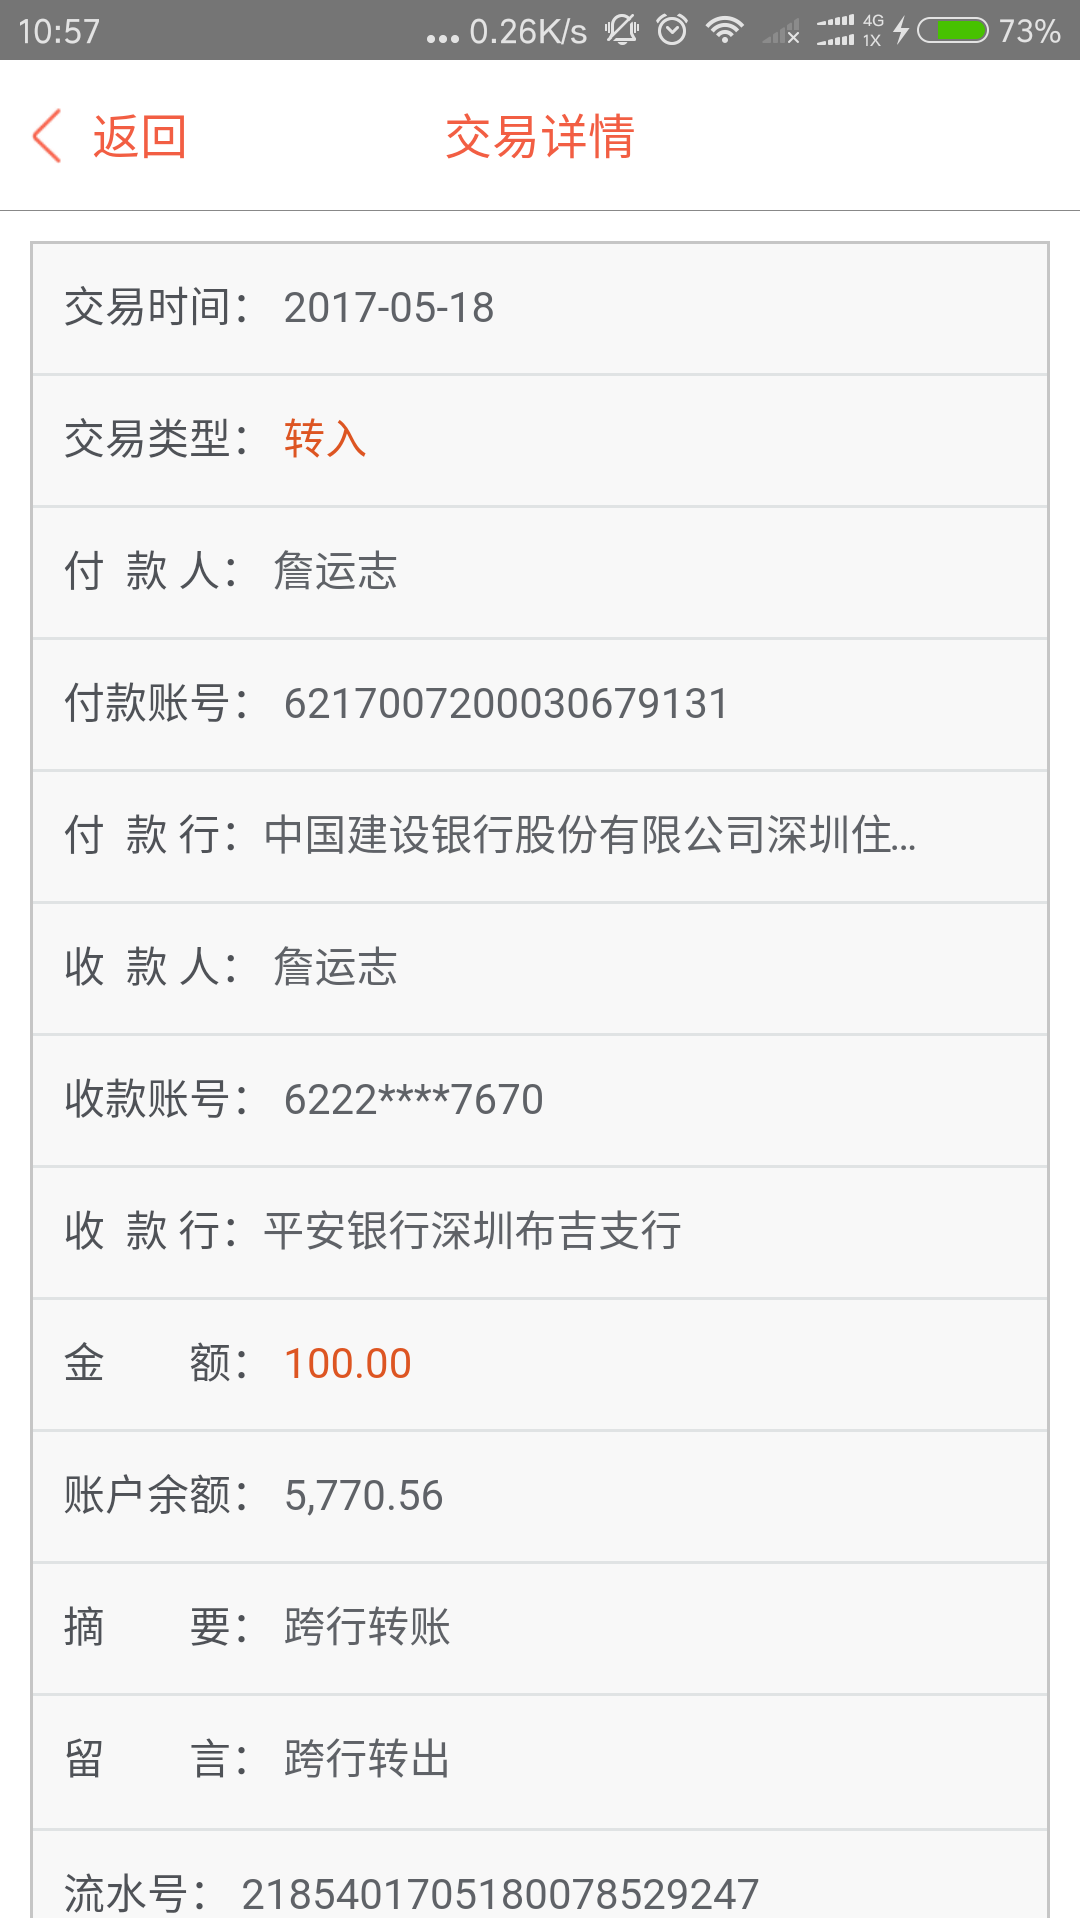 10:57 ... 0.26K/s 4G 1X 73%
返回 交易详情
交易时间： 2017-05-18
交易类型： 转入
付 款 人： 詹运志
付款账号： 6217007200030679131
付 款 行：中国建设银行股份有限公司深圳住...
收 款 人： 詹运志
收款账号： 6222****7670
收 款 行：平安银行深圳布吉支行
金 额： 100.00
账户余额： 5,770.56
摘 要： 跨行转账
留 言： 跨行转出
流水号： 2185401705180078529247